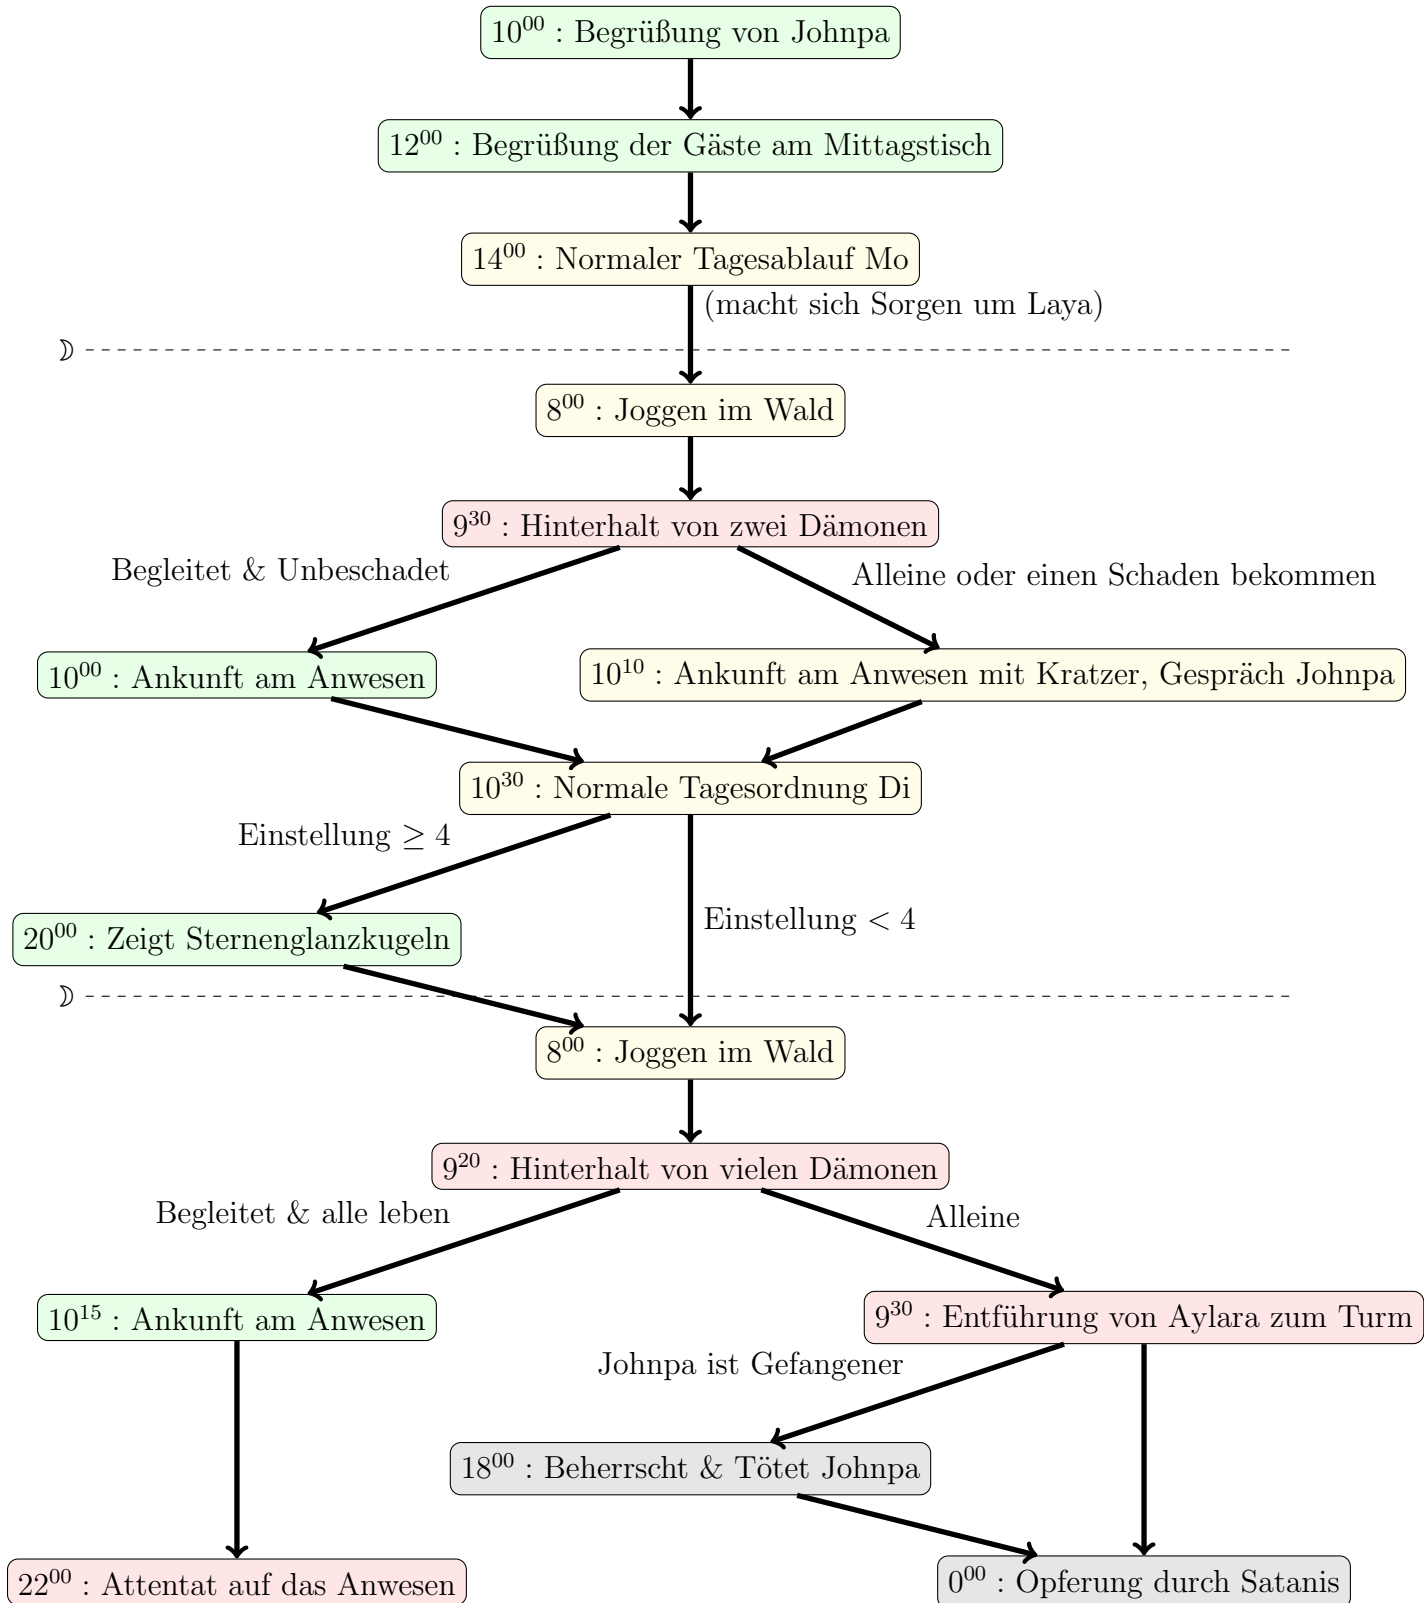 10⁰⁰ : Begrüßung von Johnpa
12⁰⁰ : Begrüßung der Gäste am Mittagstisch
14⁰⁰ : Normaler Tagesablauf Mo
(macht sich Sorgen um Laya)
8⁰⁰ : Joggen im Wald
9³⁰ : Hinterhalt von zwei Dämonen
Begleitet & Unbeschadet
Alleine oder einen Schaden bekommen
10⁰⁰ : Ankunft am Anwesen
10¹⁰ : Ankunft am Anwesen mit Kratzer, Gespräch Johnpa
10³⁰ : Normale Tagesordnung Di
Einstellung ≥ 4
Einstellung < 4
20⁰⁰ : Zeigt Sternenglanzkugeln
8⁰⁰ : Joggen im Wald
9²⁰ : Hinterhalt von vielen Dämonen
Begleitet & alle leben
Alleine
10¹⁵ : Ankunft am Anwesen
9³⁰ : Entführung von Aylara zum Turm
Johnpa ist Gefangener
18⁰⁰ : Beherrscht & Tötet Johnpa
22⁰⁰ : Attentat auf das Anwesen
0⁰⁰ : Opferung durch Satanis